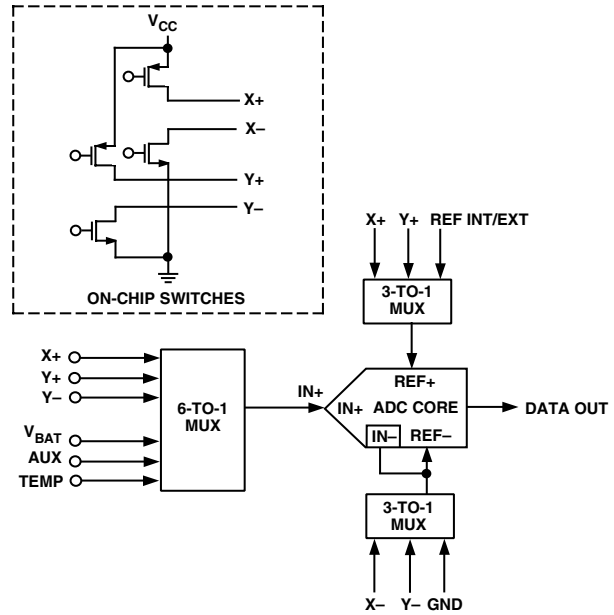 VCC
X+
X–
Y+
Y–
ON-CHIP SWITCHES
X+ Y+ REF INT/EXT
3-TO-1
MUX
X+
Y+
Y–
VBAT
AUX
TEMP
6-TO-1
MUX
IN+
IN+
REF+
ADC CORE
IN–
REF–
DATA OUT
3-TO-1
MUX
X– Y– GND